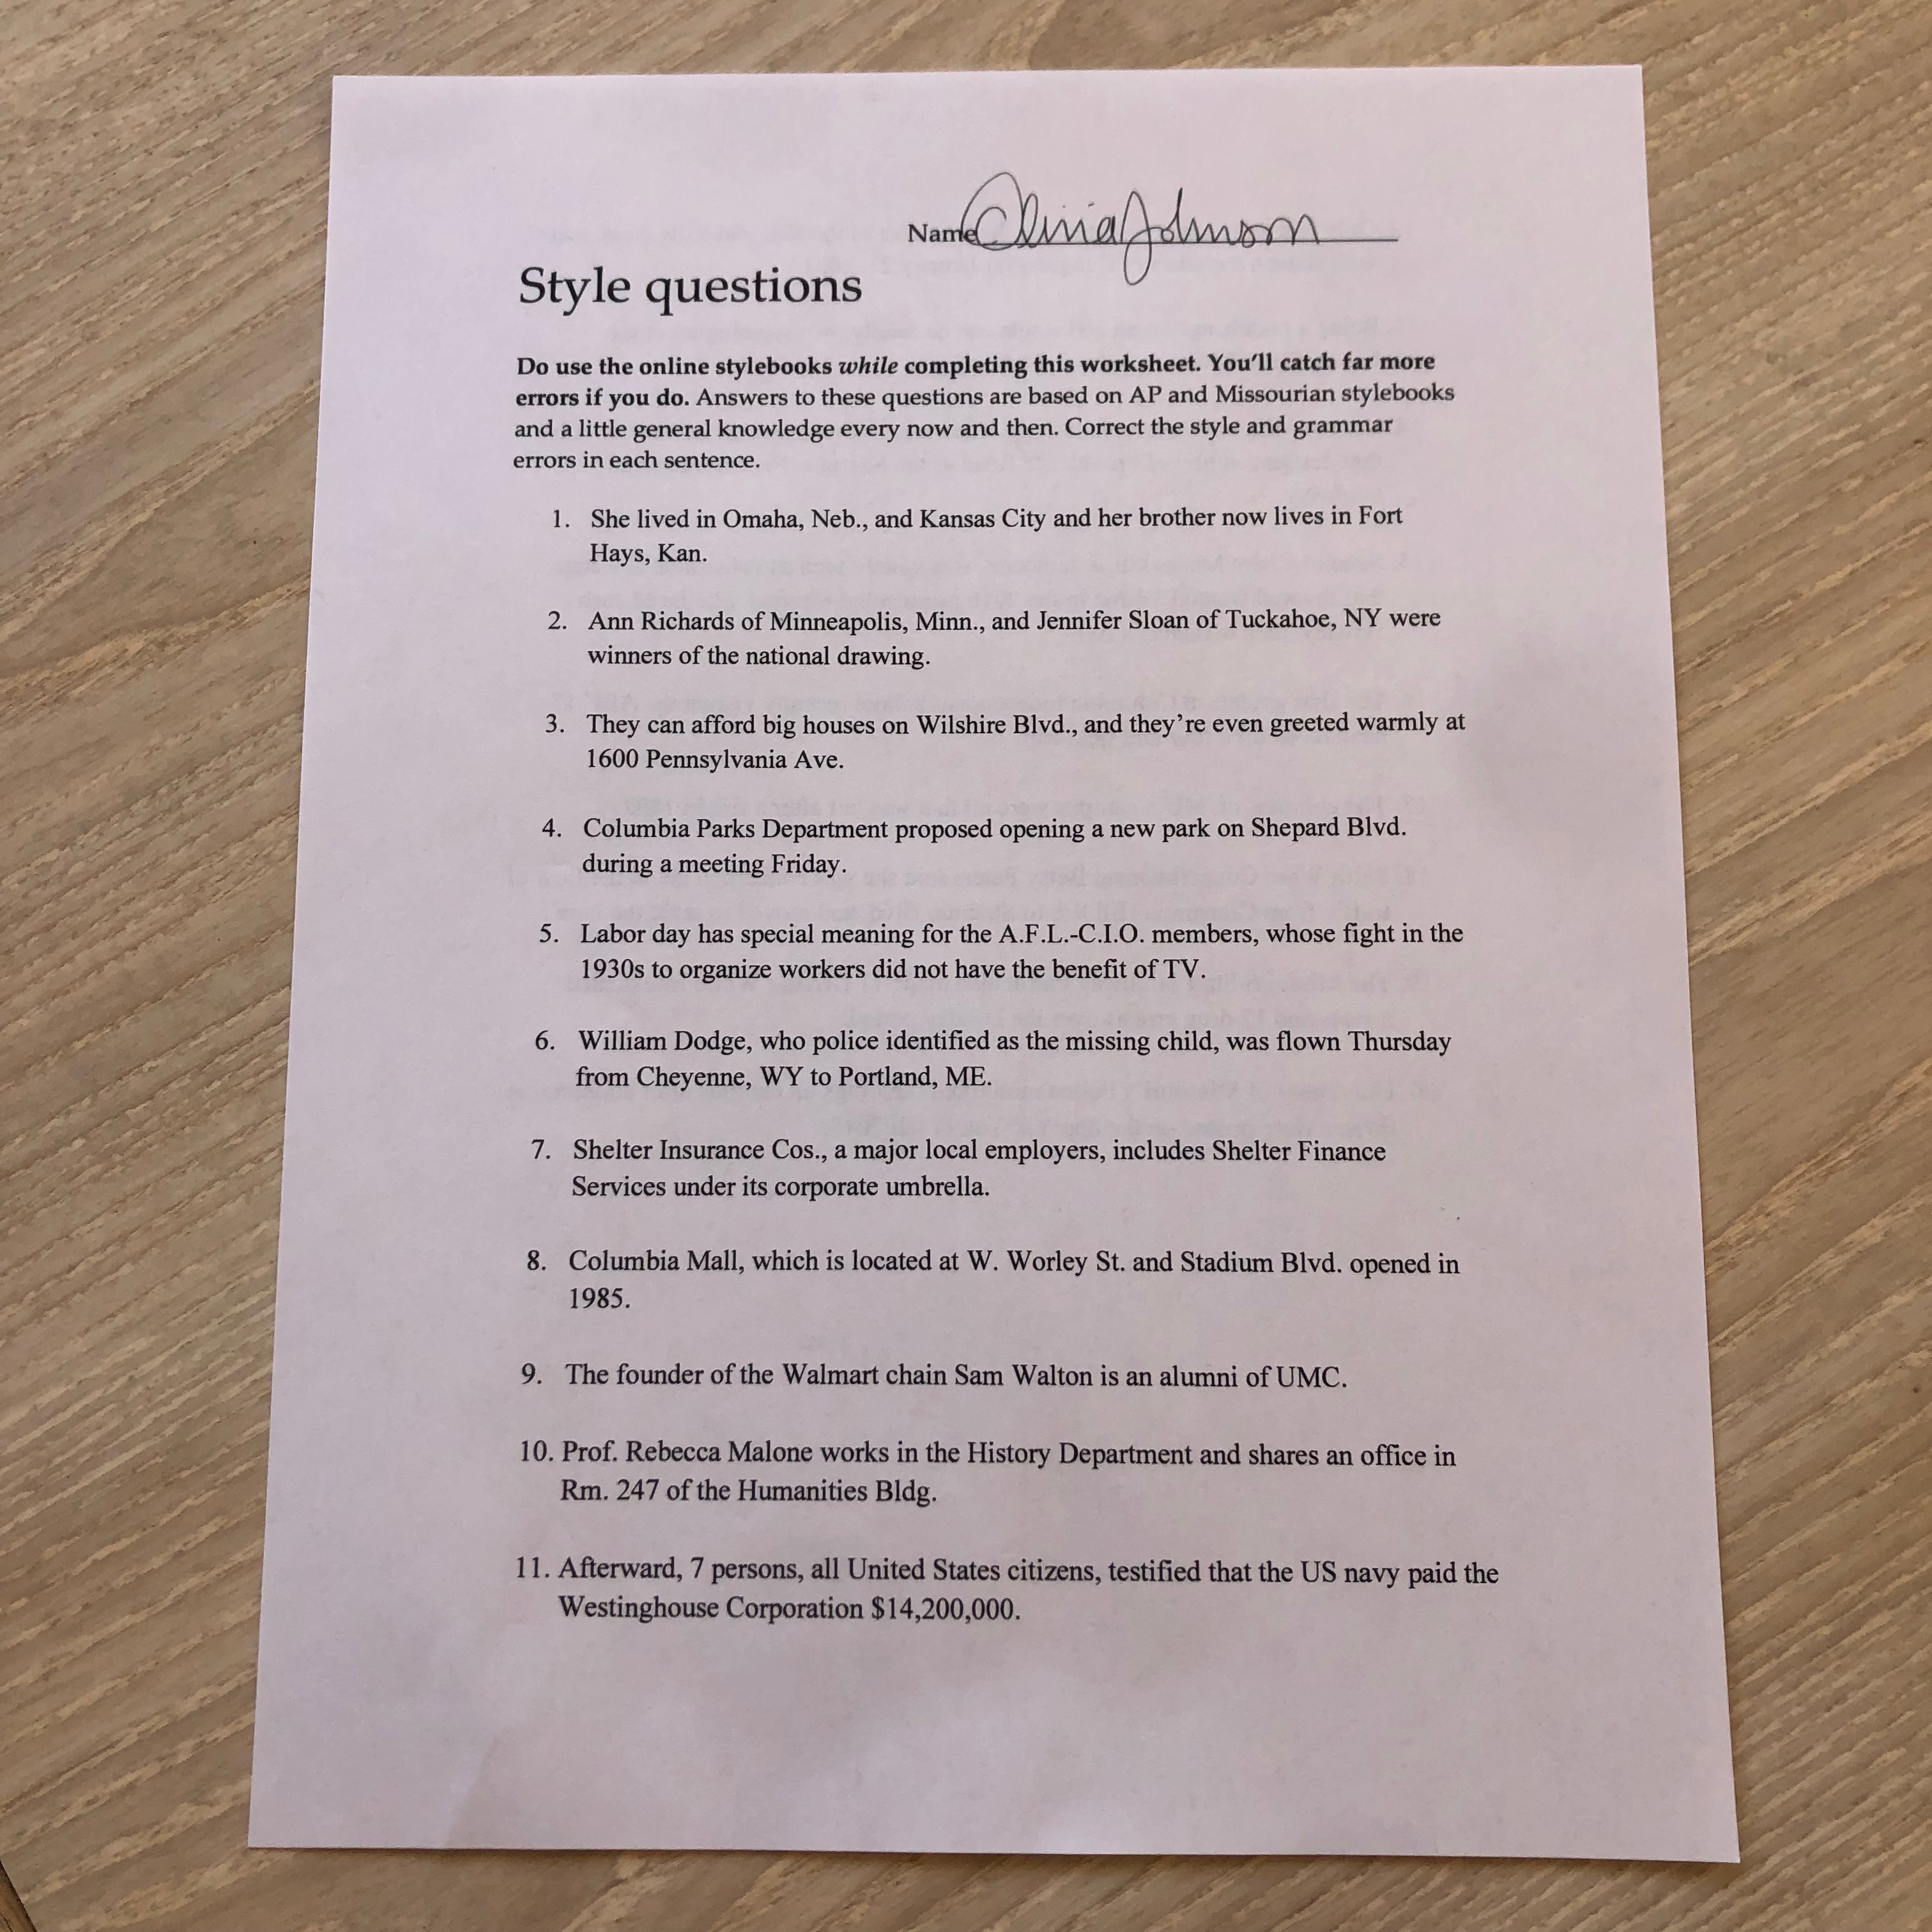 Name Olivia Johnson
Style questions
Do use the online stylebooks while completing this worksheet. You'll catch far more
errors if you do. Answers to these questions are based on AP and Missourian stylebooks
and a little general knowledge every now and then. Correct the style and grammar
errors in each sentence.
1. She lived in Omaha, Neb., and Kansas City and her brother now lives in Fort
Hays, Kan.
2. Ann Richards of Minneapolis, Minn., and Jennifer Sloan of Tuckahoe, NY were
winners of the national drawing.
3. They can afford big houses on Wilshire Blvd., and they're even greeted warmly at
1600 Pennsylvania Ave.
4. Columbia Parks Department proposed opening a new park on Shepard Blvd.
during a meeting Friday.
5. Labor day has special meaning for the A.F.L.-C.I.O. members, whose fight in the
1930s to organize workers did not have the benefit of TV.
6. William Dodge, who police identified as the missing child, was flown Thursday
from Cheyenne, WY to Portland, ME.
7. Shelter Insurance Cos., a major local employers, includes Shelter Finance
Services under its corporate umbrella.
8. Columbia Mall, which is located at W. Worley St. and Stadium Blvd. opened in
1985.
9. The founder of the Walmart chain Sam Walton is an alumni of UMC.
10. Prof. Rebecca Malone works in the History Department and shares an office in
Rm. 247 of the Humanities Bldg.
11. Afterward, 7 persons, all United States citizens, testified that the US navy paid the
Westinghouse Corporation $14,200,000.